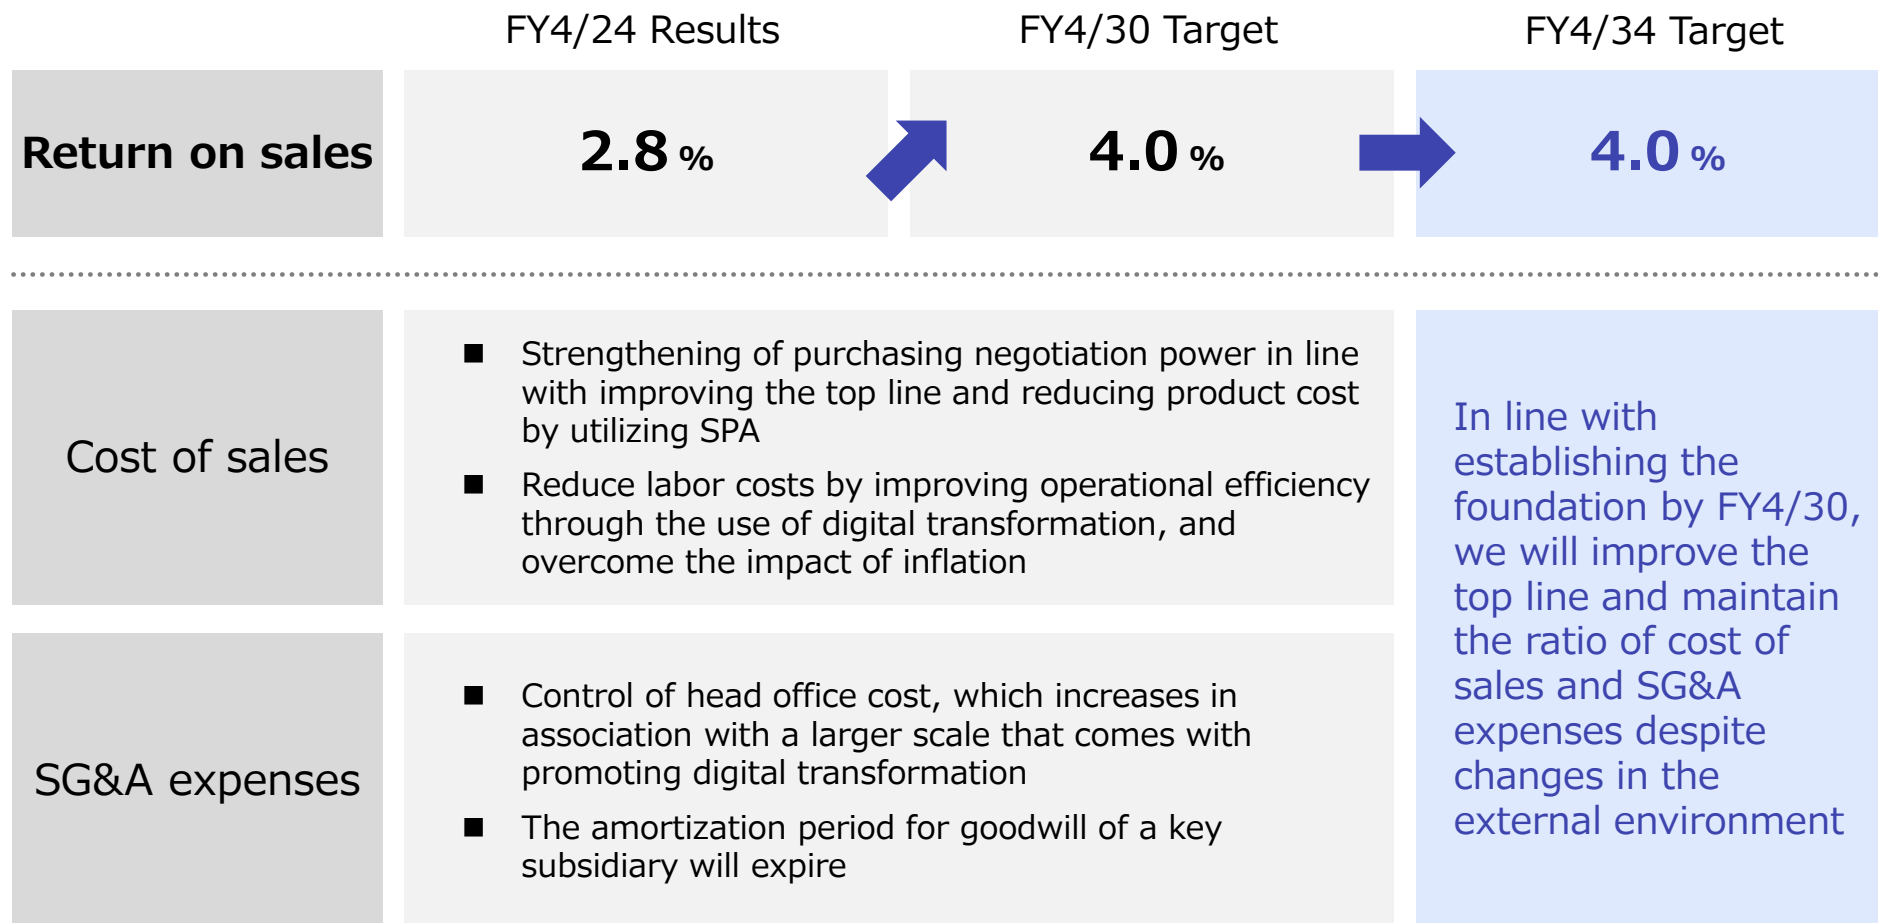 FY4/24 Results
FY4/30 Target
FY4/34 Target
Return on sales
2.8 %
4.0 %
4.0 %
Cost of sales
■ Strengthening of purchasing negotiation power in line
with improving the top line and reducing product cost
by utilizing SPA
■ Reduce labor costs by improving operational efficiency
through the use of digital transformation, and
overcome the impact of inflation
SG&A expenses
■ Control of head office cost, which increases in
association with a larger scale that comes with
promoting digital transformation
■ The amortization period for goodwill of a key
subsidiary will expire
In line with
establishing the
foundation by FY4/30,
we will improve the
top line and maintain
the ratio of cost of
sales and SG&A
expenses despite
changes in the
external environment